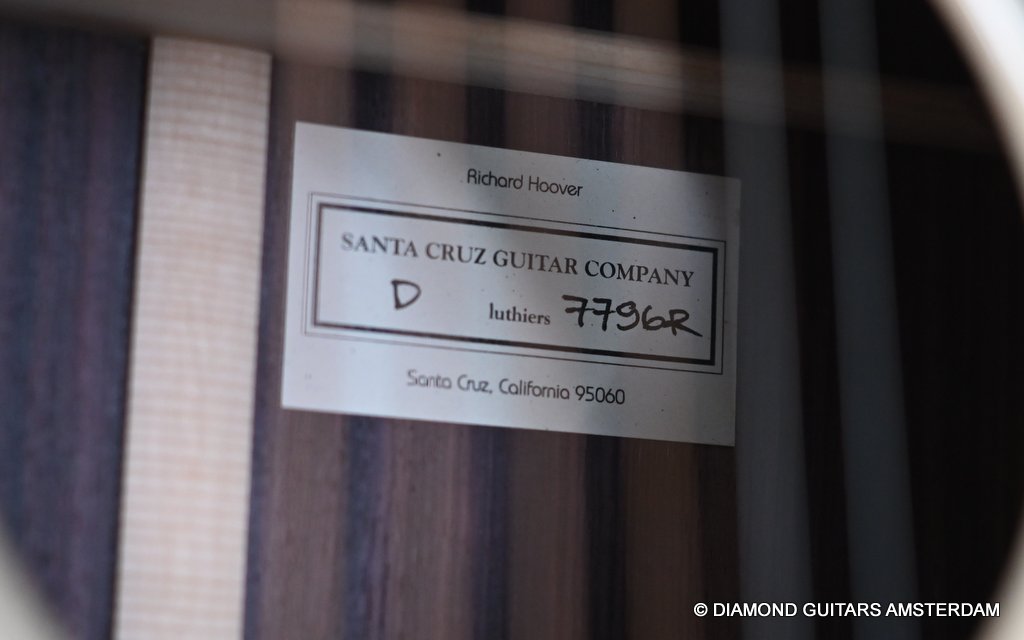 Richard Hoover
SANTA CRUZ GUITAR COMPANY
D luthiers 7796R
Santa Cruz, California 95060
© DIAMOND GUITARS AMSTERDAM